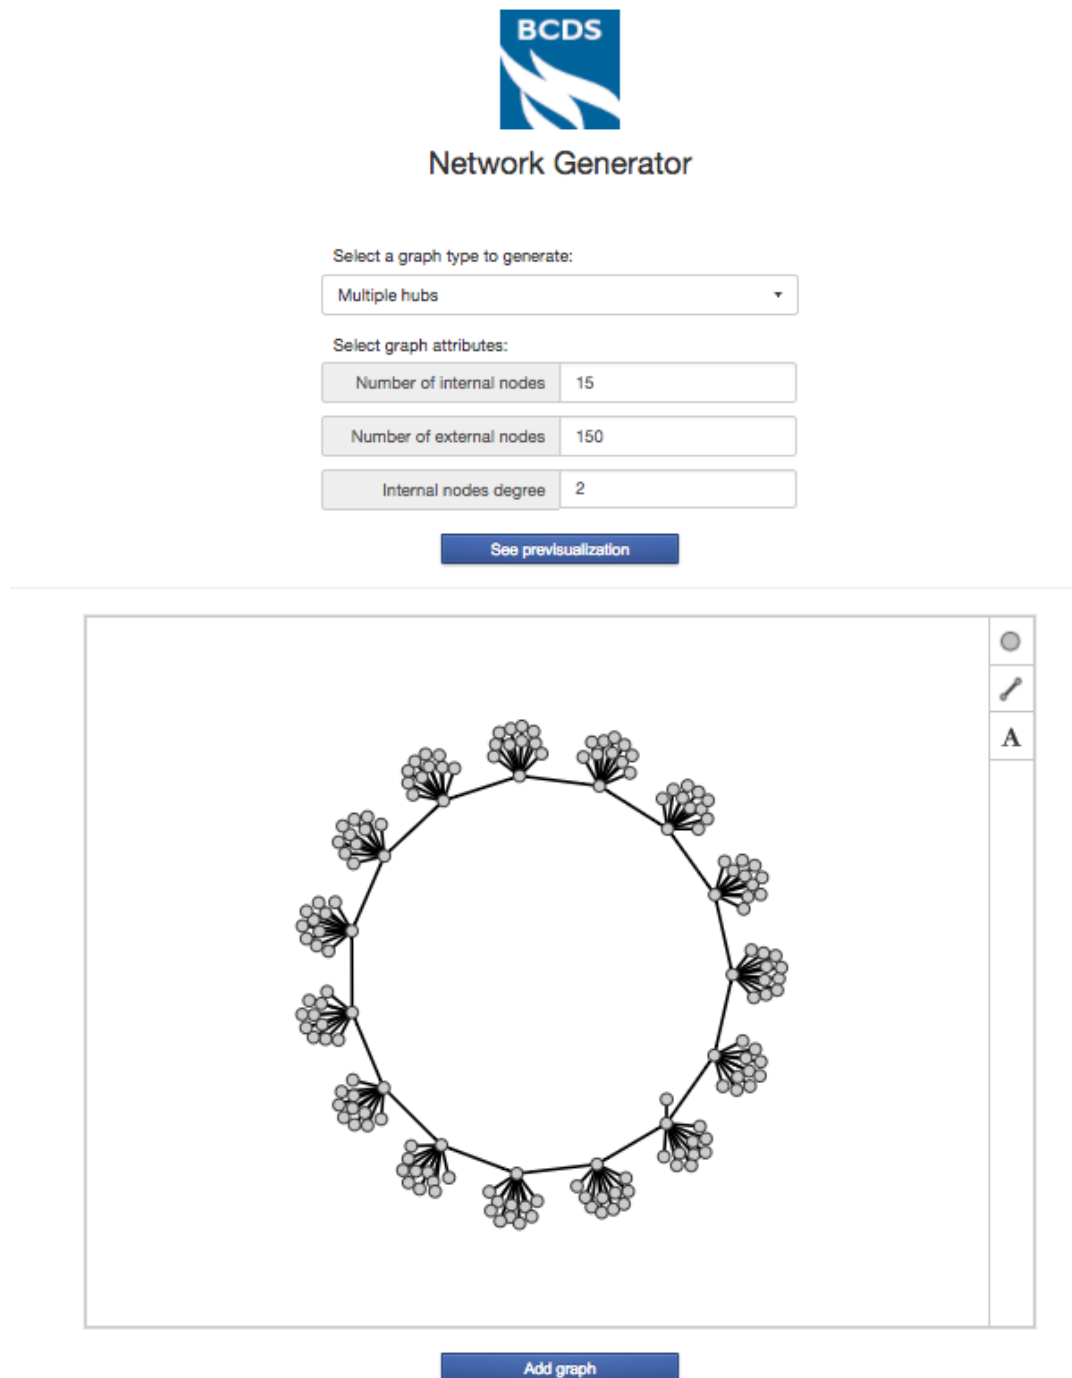 BCDS
Network Generator
Select a graph type to generate:
Multiple hubs
Select graph attributes:
Number of internal nodes 15
Number of external nodes 150
Internal nodes degree 2
See previsualization
A
Add graph